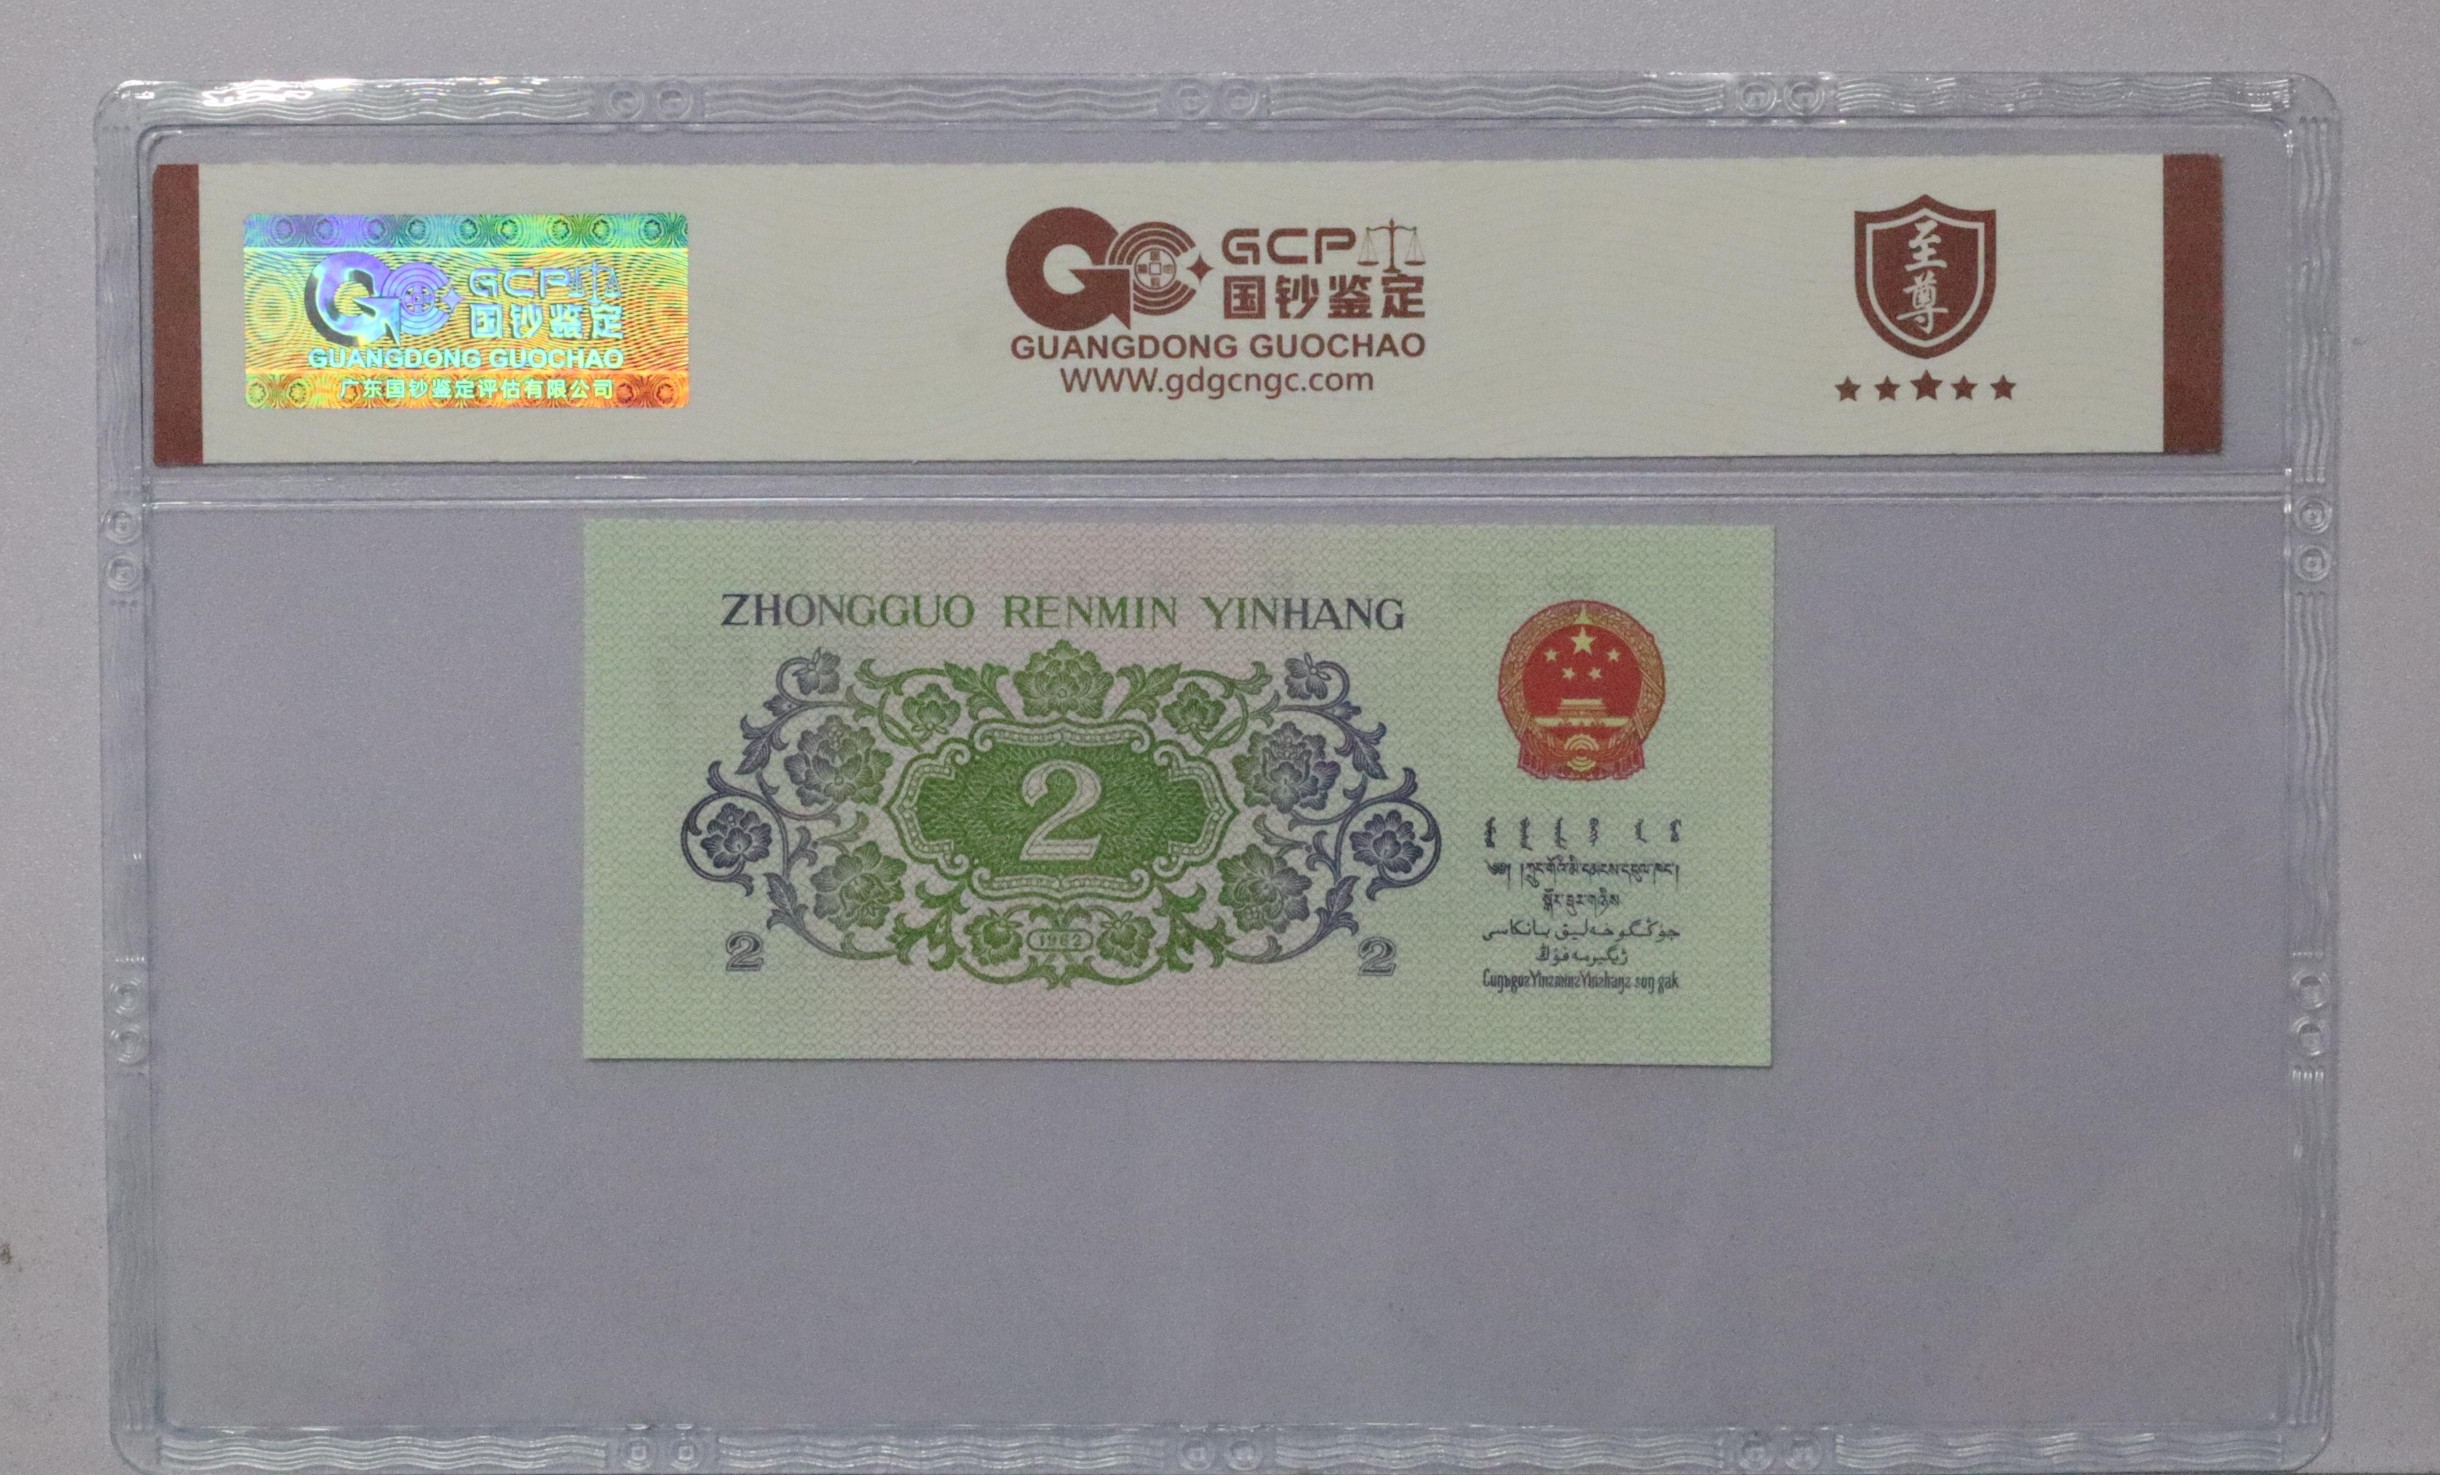 GCP
国钞鉴定
GUANGDONG GUOCHAO
广东国钞鉴定评估有限公司
GCP
国钞鉴定
GUANGDONG GUOCHAO
WWW.gdgcngc.com
至尊
ZHONGGUO RENMIN YINHANG
2
1962
2
2
جۇڭگوخەلىق بانكاسى